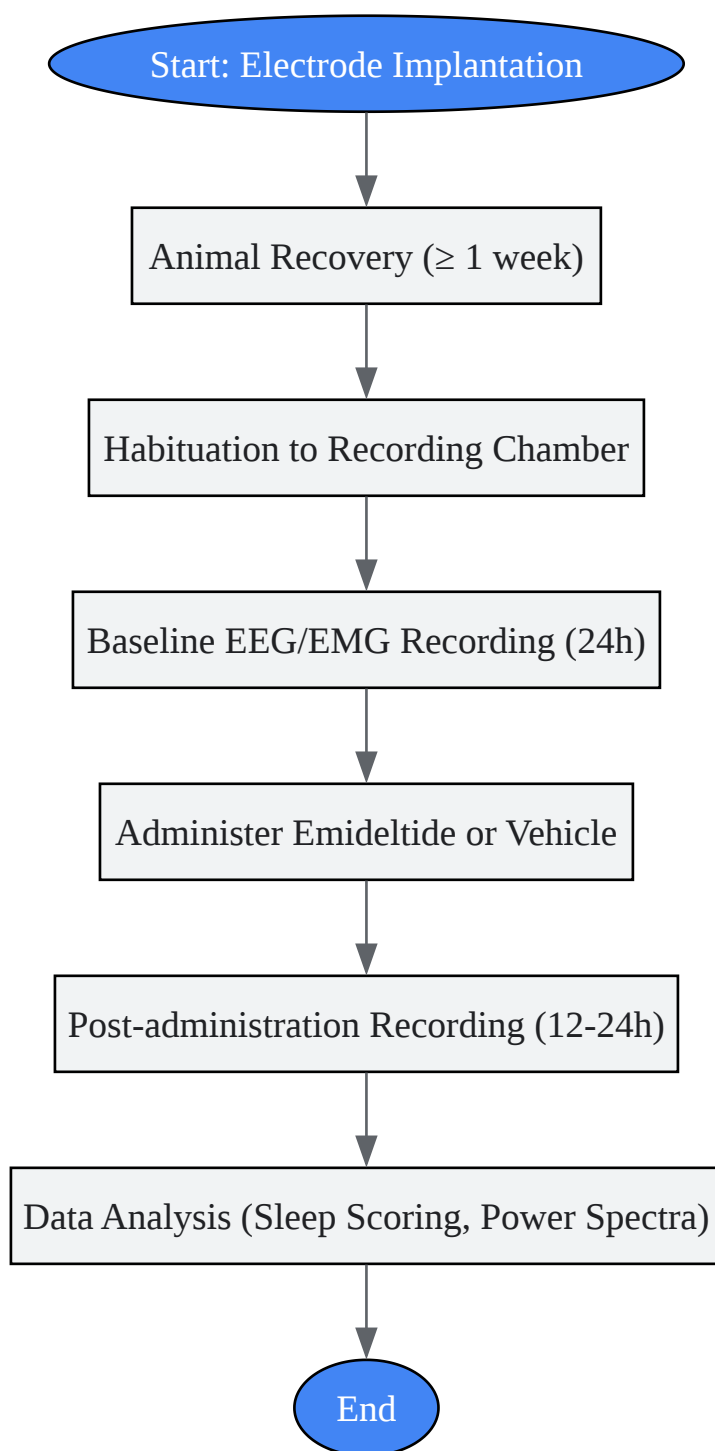 Start: Electrode Implantation
Animal Recovery (≥ 1 week)
Habituation to Recording Chamber
Baseline EEG/EMG Recording (24h)
Administer Emideltide or Vehicle
Post-administration Recording (12-24h)
Data Analysis (Sleep Scoring, Power Spectra)
End